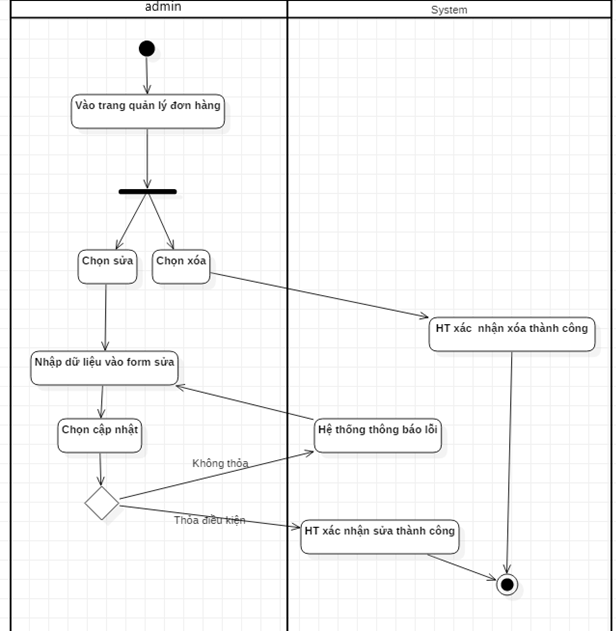 admin
System
Vào trang quản lý đơn hàng
Chọn sửa
Chọn xóa
HT xác nhận xóa thành công
Nhập dữ liệu vào form sửa
Chọn cập nhật
Hệ thống thông báo lỗi
Không thỏa
Thỏa điều kiện
HT xác nhận sửa thành công